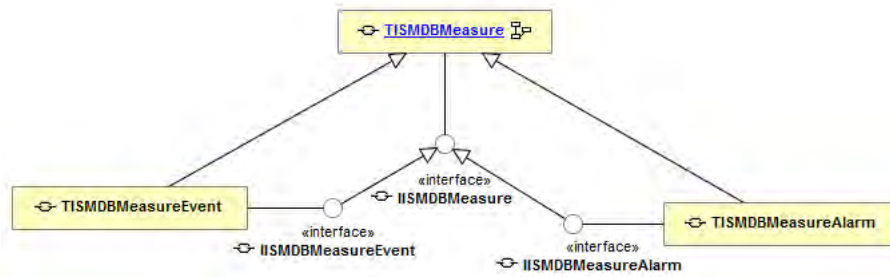 TISMDBMeasure
«interface»
IISMDBMeasure
TISMDBMeasureEvent
«interface»
IISMDBMeasureEvent
TISMDBMeasureAlarm
«interface»
IISMDBMeasureAlarm